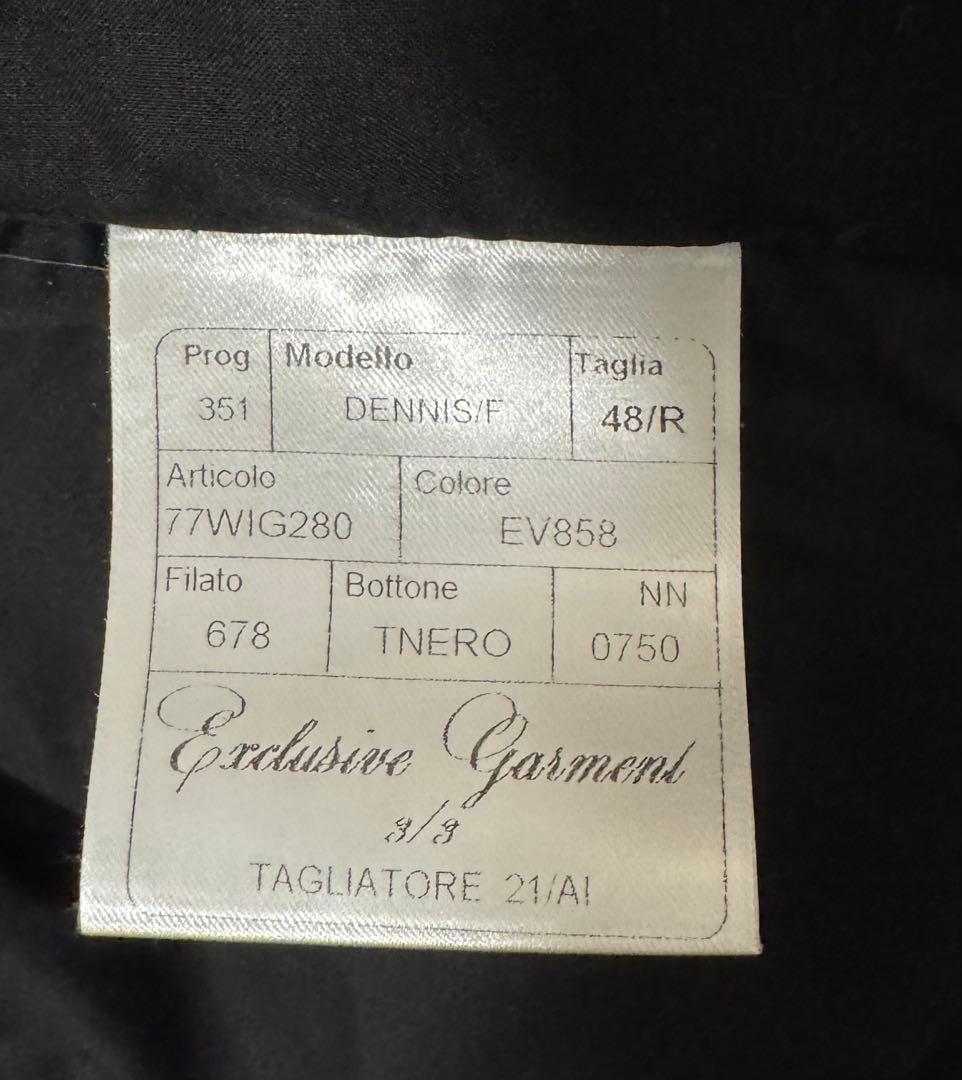 Prog Modello Taglia
351 DENNIS/F 48/R
Articolo Colore
77WIG280 EV858
Filato Bottone NN
678 TNERO 0750
Exclusive Garment
3/3
TAGLIATORE 21/AI